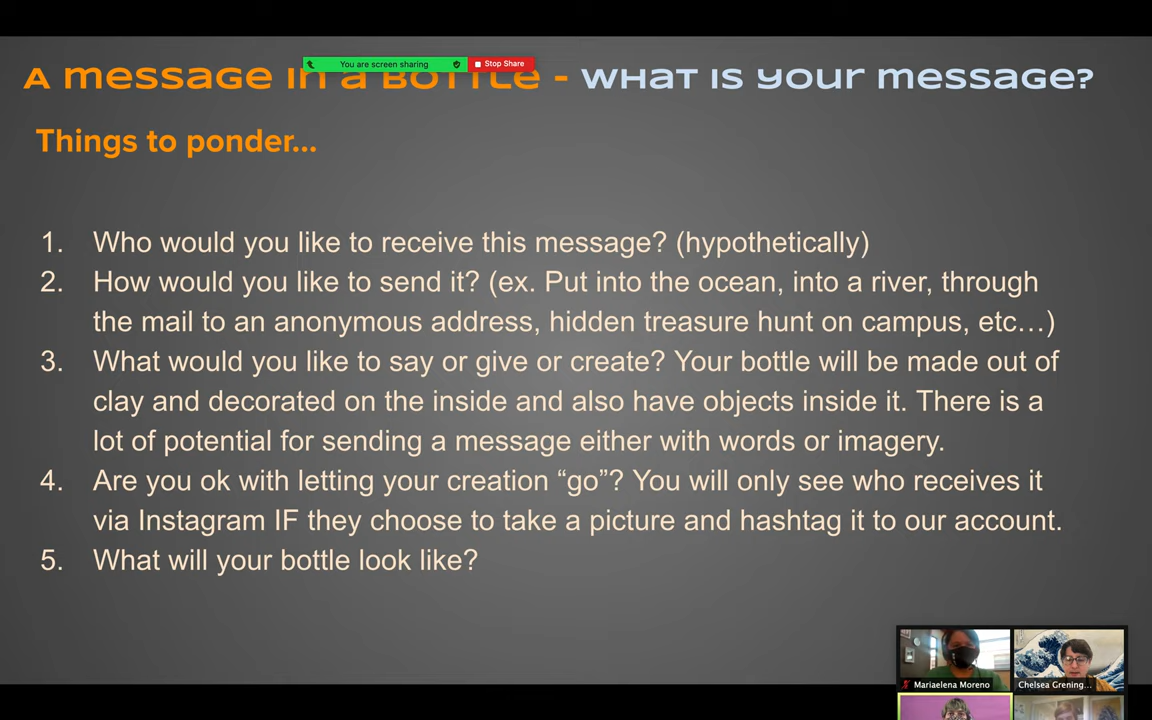 You are screen sharing Stop Share
A message in a BOTTLE - What is your message?
Things to ponder...
1. Who would you like to receive this message? (hypothetically)
2. How would you like to send it? (ex. Put into the ocean, into a river, through
the mail to an anonymous address, hidden treasure hunt on campus, etc…)
3. What would you like to say or give or create? Your bottle will be made out of
clay and decorated on the inside and also have objects inside it. There is a
lot of potential for sending a message either with words or imagery.
4. Are you ok with letting your creation “go”? You will only see who receives it
via Instagram IF they choose to take a picture and hashtag it to our account.
5. What will your bottle look like?
Mariaelena Moreno
Chelsea Grening...